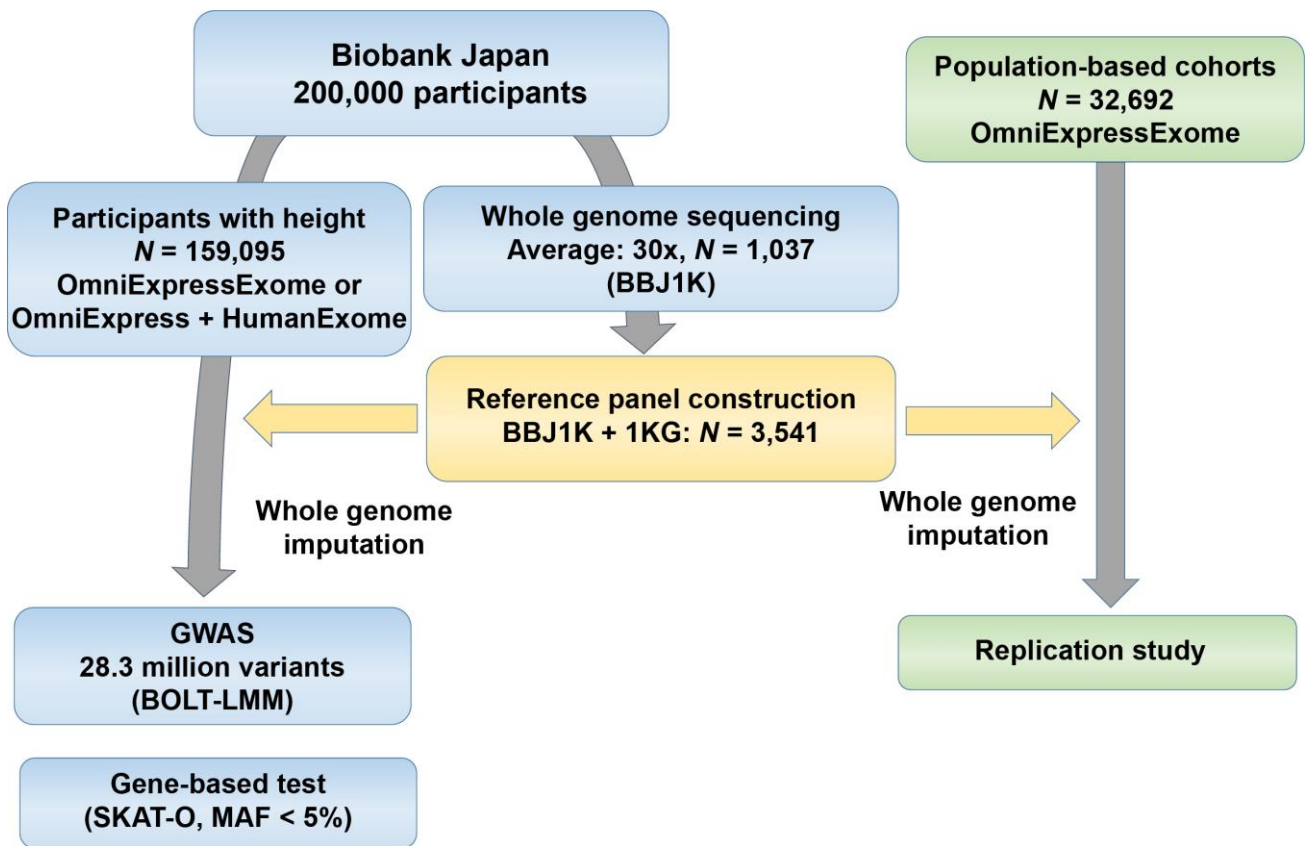 Biobank Japan
200,000 participants
Population-based cohorts
N = 32,692
OmniExpressExome
Participants with height
N = 159,095
OmniExpressExome or
OmniExpress + HumanExome
Whole genome sequencing
Average: 30x, N = 1,037
(BBJ1K)
Reference panel construction
BBJ1K + 1KG: N = 3,541
Whole genome
imputation
Whole genome
imputation
GWAS
28.3 million variants
(BOLT-LMM)
Replication study
Gene-based test
(SKAT-O, MAF < 5%)